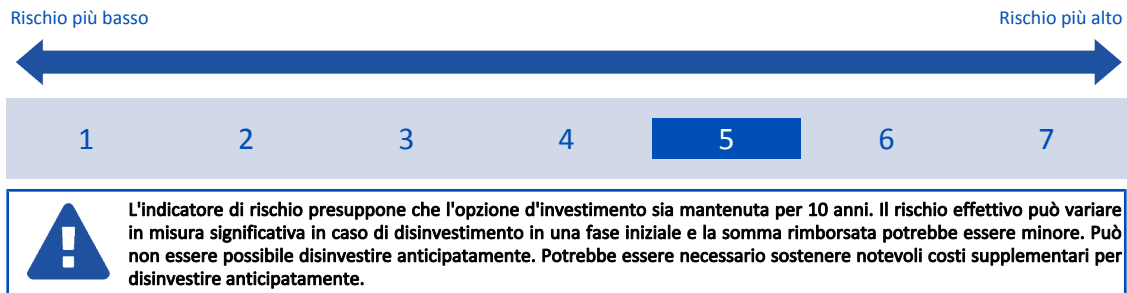 Rischio più basso Rischio più alto
1 2 3 4 5 6 7
L'indicatore di rischio presuppone che l'opzione d'investimento sia mantenuta per 10 anni. Il rischio effettivo può variare
in misura significativa in caso di disinvestimento in una fase iniziale e la somma rimborsata potrebbe essere minore. Può
non essere possibile disinvestire anticipatamente. Potrebbe essere necessario sostenere notevoli costi supplementari per
disinvestire anticipatamente.